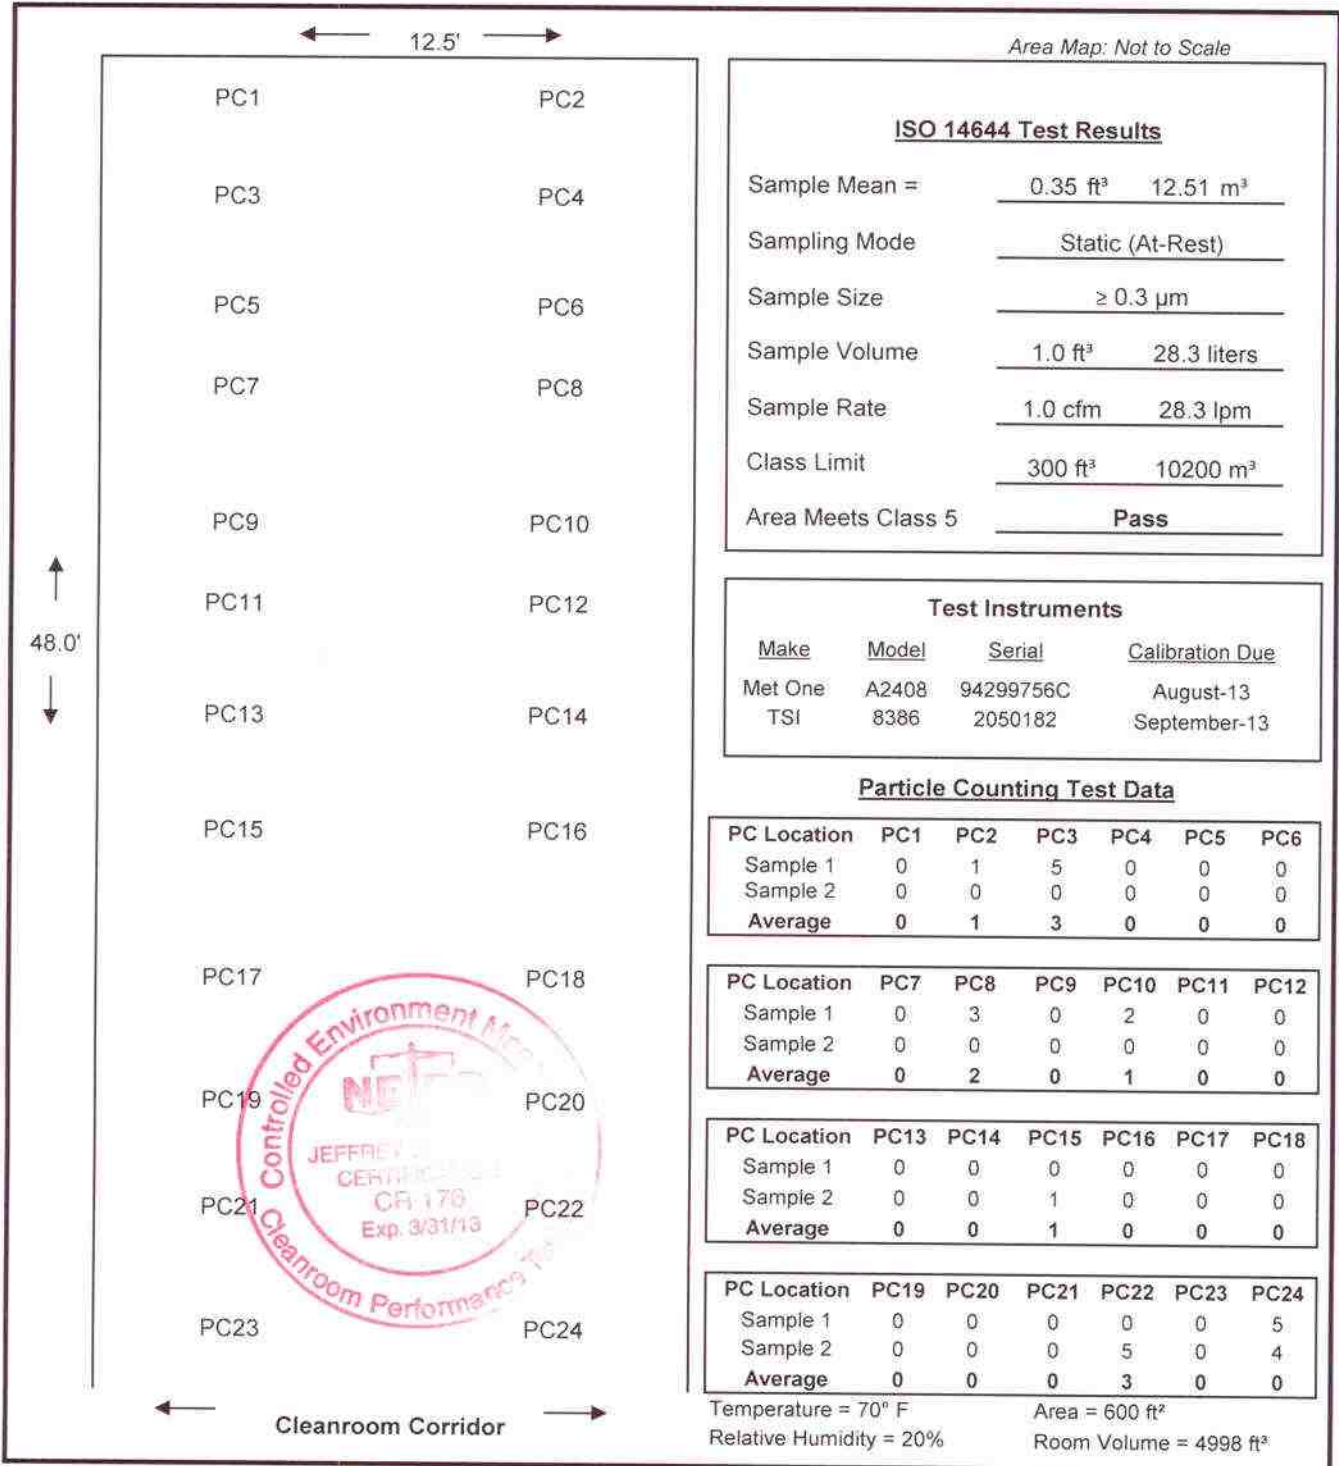 12.5'
Area Map: Not to Scale
PC1 PC2
PC3 PC4
PC5 PC6
PC7 PC8
PC9 PC10
PC11 PC12
48.0'
PC13 PC14
PC15 PC16
PC17 PC18
PC19 PC20
PC21 PC22
PC23 PC24
Cleanroom Corridor
Controlled Environment
JEFFREY
CR-176
Exp. 3/31/13
Cleanroom Performance
ISO 14644 Test Results
Sample Mean = 0.35 ft³ 12.51 m³
Sampling Mode Static (At-Rest)
Sample Size ≥ 0.3 µm
Sample Volume 1.0 ft³ 28.3 liters
Sample Rate 1.0 cfm 28.3 lpm
Class Limit 300 ft³ 10200 m³
Area Meets Class 5 Pass
Test Instruments
Make Model Serial Calibration Due
Met One A2408 94299756C August-13
TSI 8386 2050182 September-13
Particle Counting Test Data
PC Location PC1 PC2 PC3 PC4 PC5 PC6
Sample 1 0 1 5 0 0 0
Sample 2 0 0 0 0 0 0
Average 0 1 3 0 0 0
PC Location PC7 PC8 PC9 PC10 PC11 PC12
Sample 1 0 3 0 2 0 0
Sample 2 0 0 0 0 0 0
Average 0 2 0 1 0 0
PC Location PC13 PC14 PC15 PC16 PC17 PC18
Sample 1 0 0 0 0 0 0
Sample 2 0 0 1 0 0 0
Average 0 0 1 0 0 0
PC Location PC19 PC20 PC21 PC22 PC23 PC24
Sample 1 0 0 0 0 0 5
Sample 2 0 0 0 5 0 4
Average 0 0 0 3 0 0
Temperature = 70° F Area = 600 ft²
Relative Humidity = 20% Room Volume = 4998 ft³